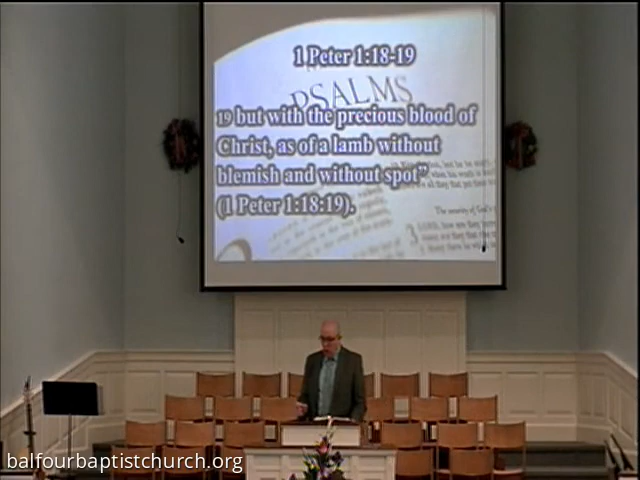 1 Peter 1:18-19
PSALMS
19 but with the precious blood of
Christ, as of a lamb without
blemish and without spot”
(1 Peter 1:18:19).
3
balfourbaptistchurch.org